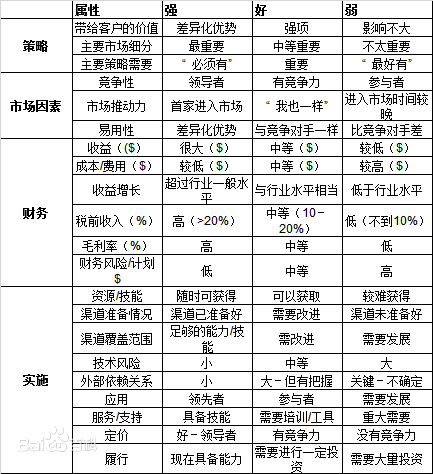 属性 强 好 弱
策略
带给客户的价值 差异化优势 强项 影响不大
主要市场细分 最重要 中等重要 不太重要
主要策略需要 “必须有” 重要 “最好有”
市场因素
竞争性 领导者 有竞争力 参与者
市场推动力 首家进入市场 “我也一样” 进入市场时间较
晚
易用性 差异化优势 与竞争对手一样 比竞争对手差
财务
收益（($) 很大（$） 中等（$） 较低（$）
成本/费用（$） 较低（$） 中等（$） 较高（$）
收益增长 超过行业一般水
平 与行业水平相当 低于行业水平
税前收入（%） 高（>20%） 中等（10-
20%） 低（不到10%）
毛利率（%） 高 中等 低
财务风险/计划
$ 低 中等 高
实施
资源/技能 随时可获得 可以获取 较难获得
渠道准备情况 渠道已准备好 需要改进 渠道未准备好
渠道覆盖范围 足够的能力/技
能 需改进 需要发展
技术风险 小 中等 大
外部依赖关系 小 大-但有把握 关键-不确定
应用 领先者 参与者 需要发展
服务/支持 具备技能 需要培训/工具 重大需要
定价 好-领导者 有竞争力 没有竞争力
履行 现在具备能力 需要进行一定投
资 需要大量投资
Bai百科